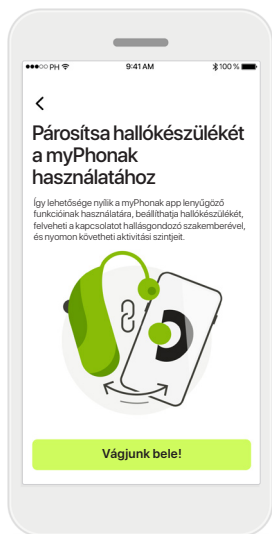 PH 9:41 AM 100 %
Párosítsa hallókészülékét
a myPhonak
használatához
Így lehetősége nyílik a myPhonak app lenyűgöző
funkcióinak használatára, beállíthatja hallókészülékét,
felveheti a kapcsolatot hallásgondozó szakemberével,
és nyomon követheti aktivitási szintjeit.
Vágjunk bele!